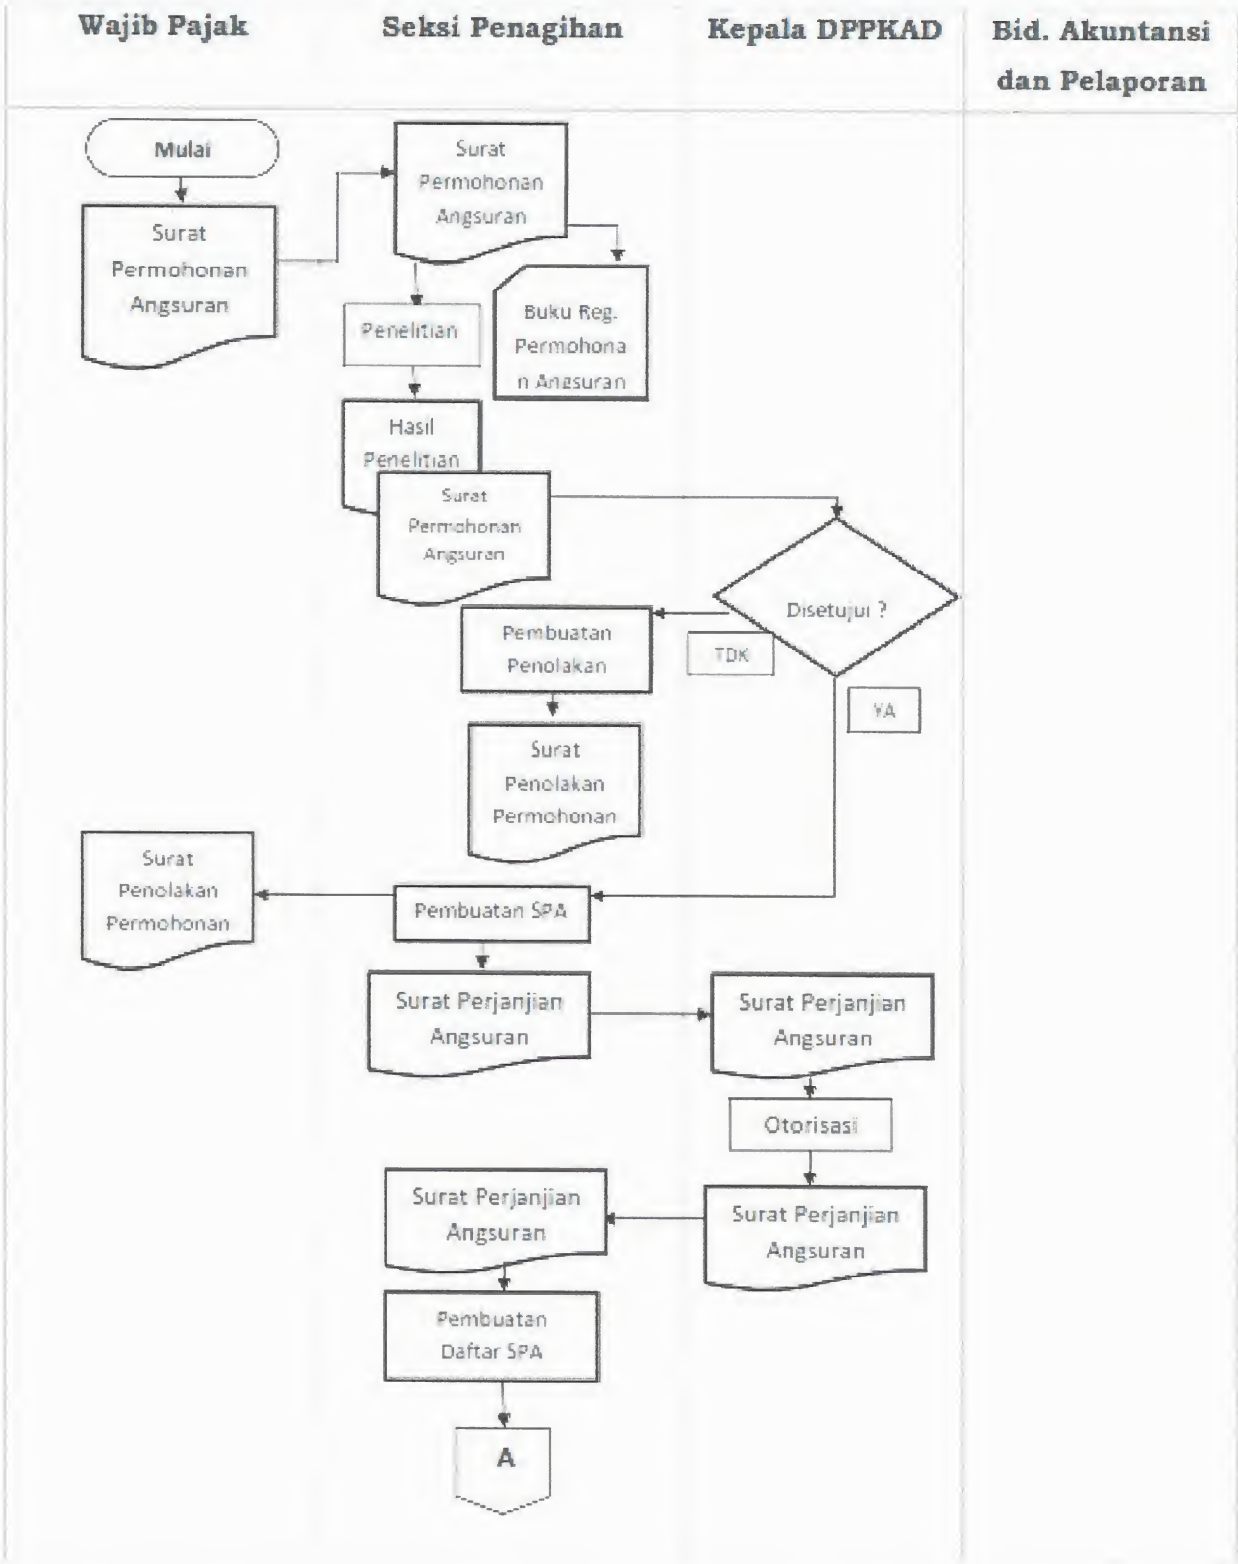 Wajib Pajak
Seksi Penagihan
Kepala DPPKAD
Bid. Akuntansi
dan Pelaporan
Mulai
Surat
Permohonan
Angsuran
Surat
Permohonan
Angsuran
Buku Reg.
Permohona
n Angsuran
Penelitian
Hasil
Penelitian
Surat
Permohonan
Angsuran
Disetujui ?
TDK
YA
Pembuatan
Penolakan
Surat
Penolakan
Permohonan
Surat
Penolakan
Permohonan
Pembuatan SPA
Surat Perjanjian
Angsuran
Surat Perjanjian
Angsuran
Otorisasi
Surat Perjanjian
Angsuran
Surat Perjanjian
Angsuran
Pembuatan
Daftar SPA
A